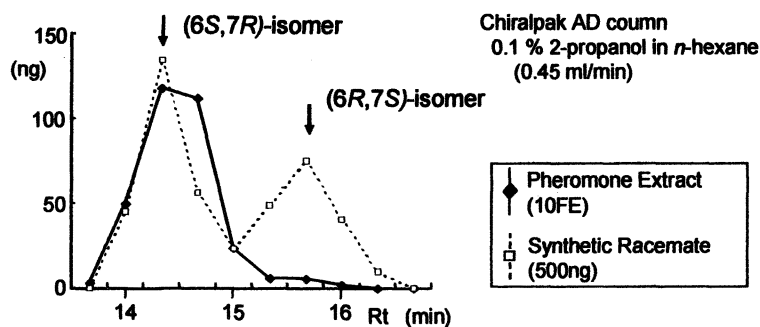 (6S,7R)-isomer
Chiralpak AD coumn
0.1 % 2-propanol in n-hexane
(0.45 ml/min)
150
(ng)
(6R,7S)-isomer
100
50
0
14
15
16
Rt (min)
Pheromone Extract
(10FE)
Synthetic Racemate
(500ng)